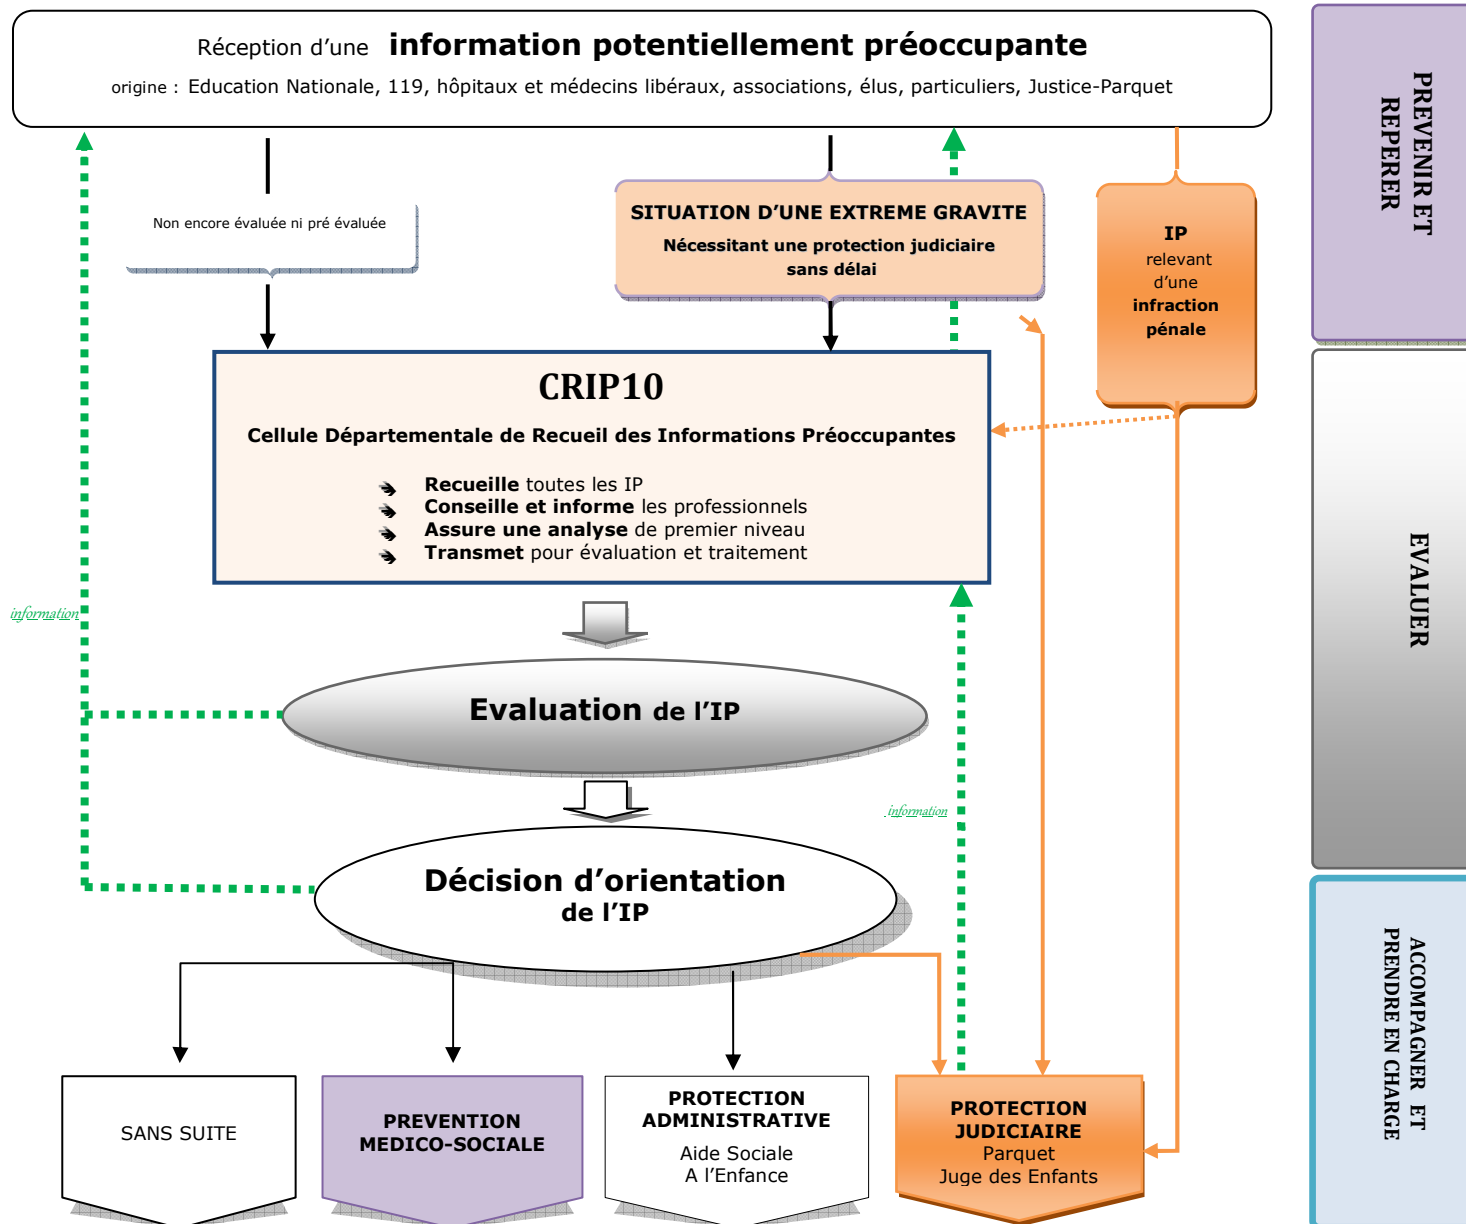 Réception d’une information potentiellement préoccupante
origine : Education Nationale, 119, hôpitaux et médecins libéraux, associations, élus, particuliers, Justice-Parquet
Non encore évaluée ni pré évaluée
SITUATION D’UNE EXTREME GRAVITE
Nécessitant une protection judiciaire
sans délai
IP
relevant
d’une
infraction
pénale
CRIP10
Cellule Départementale de Recueil des Informations Préoccupantes
Recueille toutes les IP
Conseille et informe les professionnels
Assure une analyse de premier niveau
Transmet pour évaluation et traitement
information
Evaluation de l’IP
information
Décision d’orientation
de l’IP
SANS SUITE
PREVENTION
MEDICO-SOCIALE
PROTECTION
ADMINISTRATIVE
Aide Sociale
A l’Enfance
PROTECTION
JUDICIAIRE
Parquet
Juge des Enfants
PREVENIR ET
REPERER
EVALUER
ACCOMPAGNER ET
PRENDRE EN CHARGE